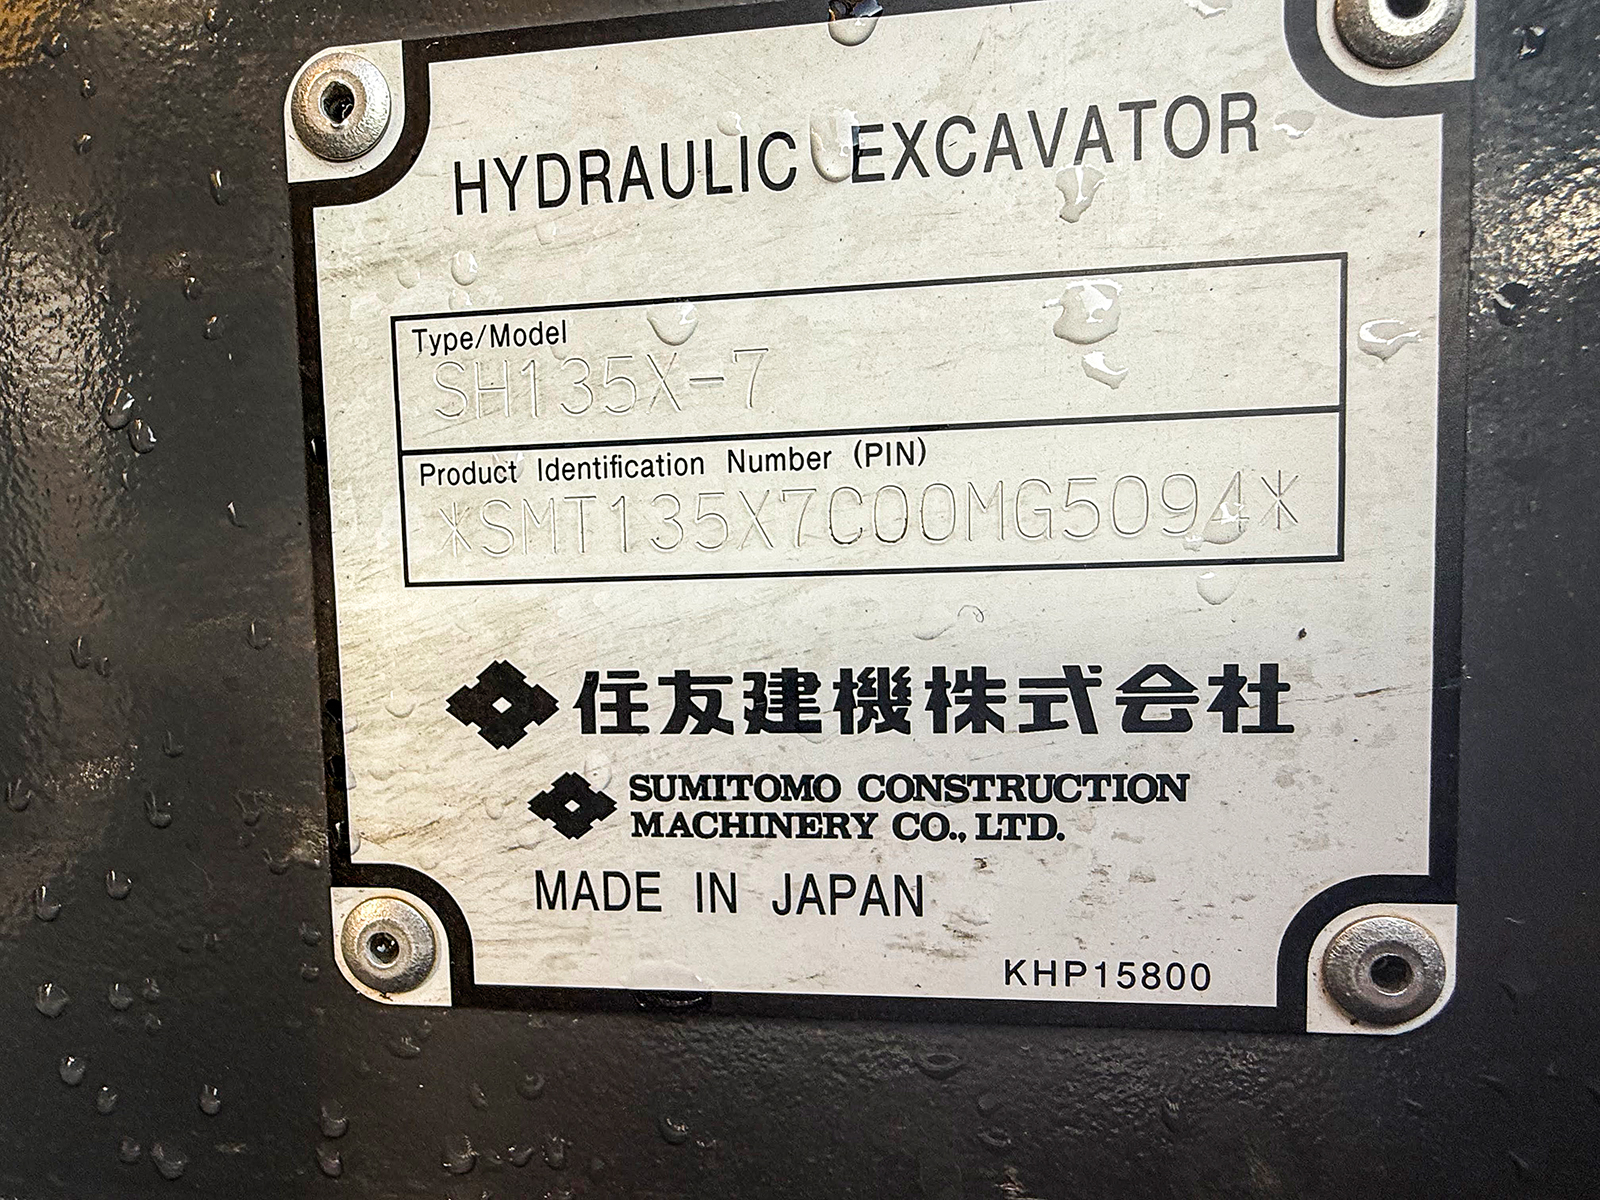 HYDRAULIC EXCAVATOR
Type/Model
SH135X-7
Product Identification Number (PIN)
*SMT135X7C00MG5094*
住友建機株式会社
SUMITOMO CONSTRUCTION
MACHINERY CO., LTD.
MADE IN JAPAN
KHP15800